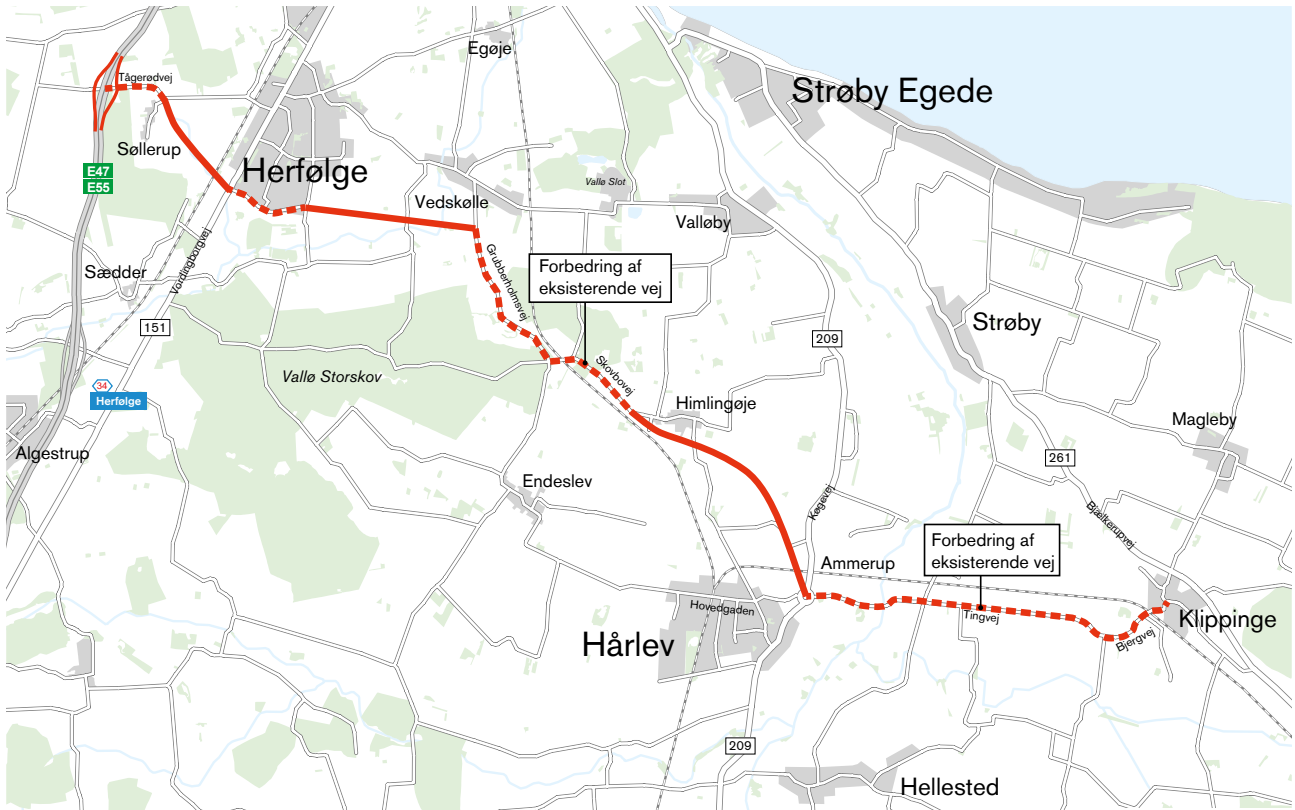 Egøje
Tågerødvej
Strøby Egede
Søllerup
E47
E55
Herfølge
Vallø Slot
Vedskølle
Valløby
Vordingborgvej
Grubberholmsvej
Forbedring af
eksisterende vej
Sædder
151
Strøby
209
Skovbovej
Vallø Storskov
34
Herfølge
Himlingøje
Magleby
Algestrup
261
Endeslev
Køgevej
Bjælkerupvej
Forbedring af
eksisterende vej
Ammerup
Hovedgaden
Tingvej
Klippinge
Hårlev
Bjergvej
209
Hellested